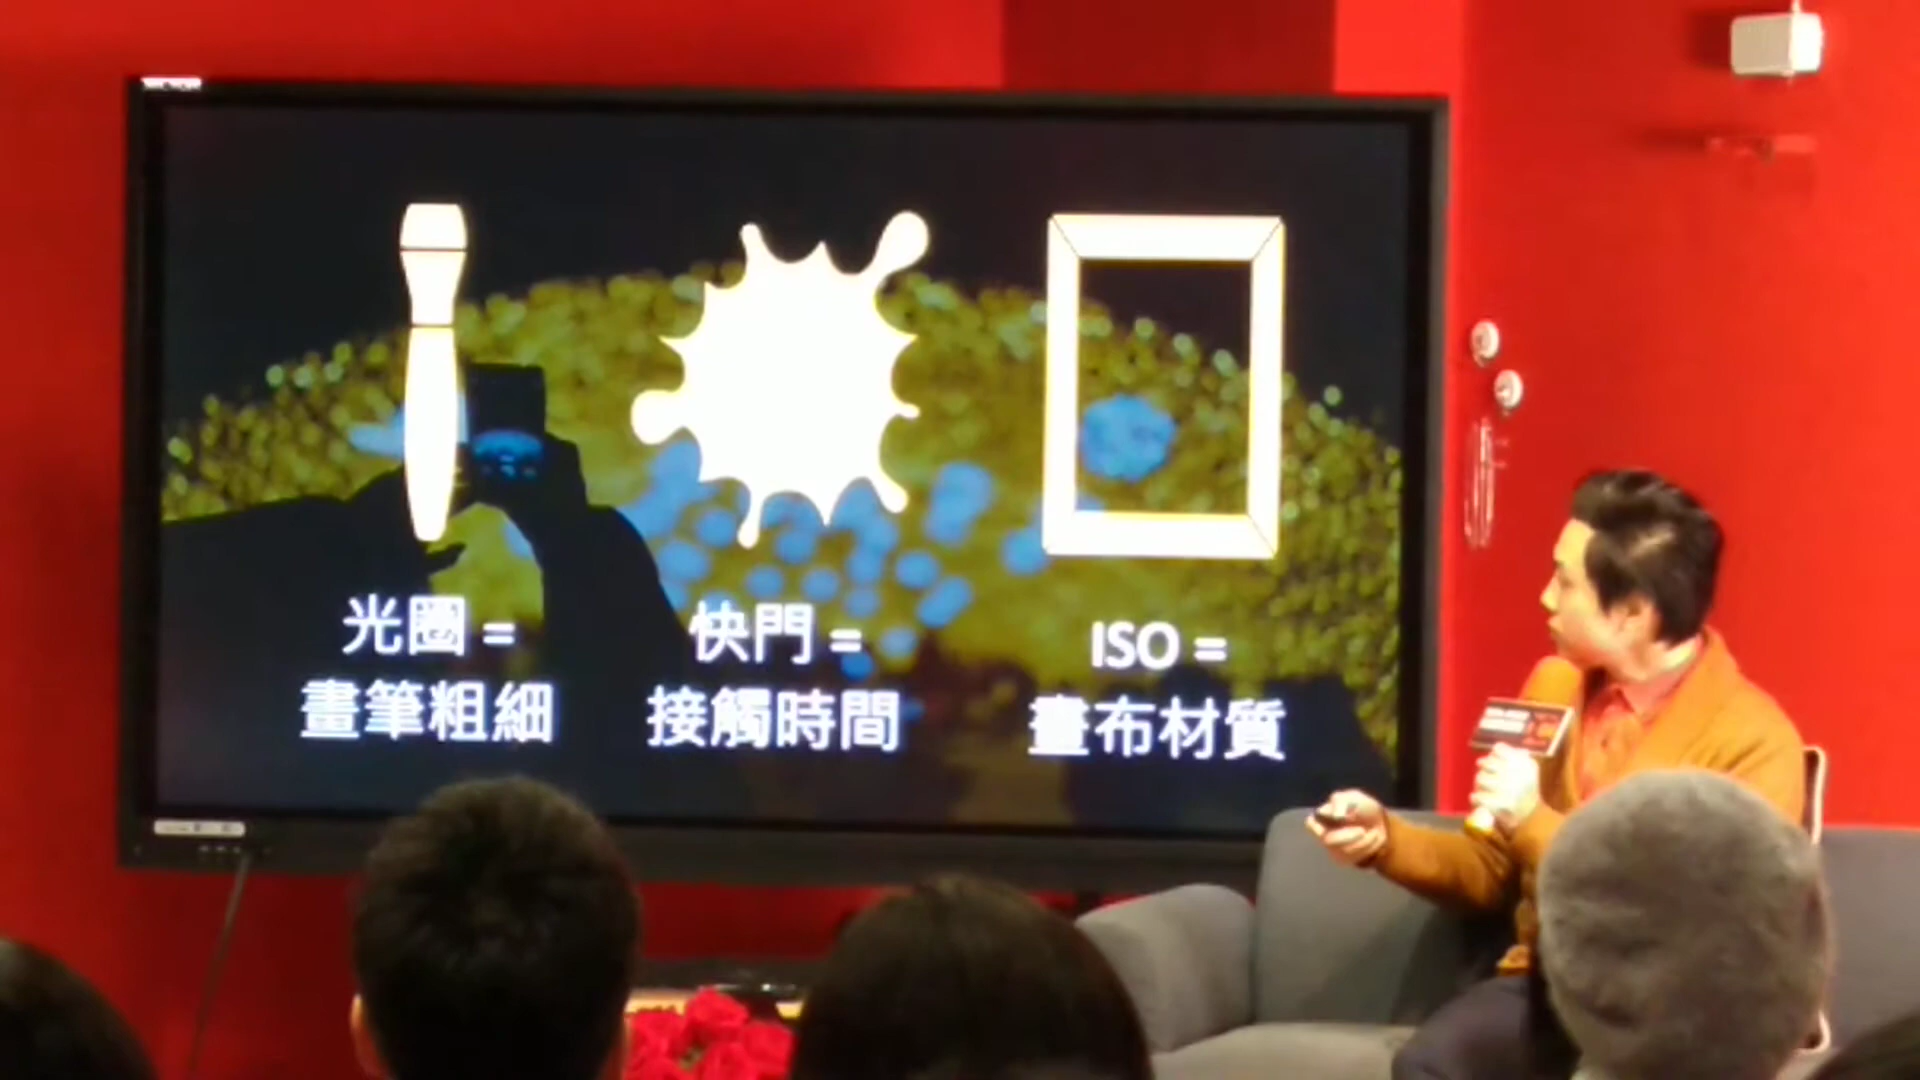 光圈 =
畫筆粗細
快門 =
接觸時間
ISO =
畫布材質